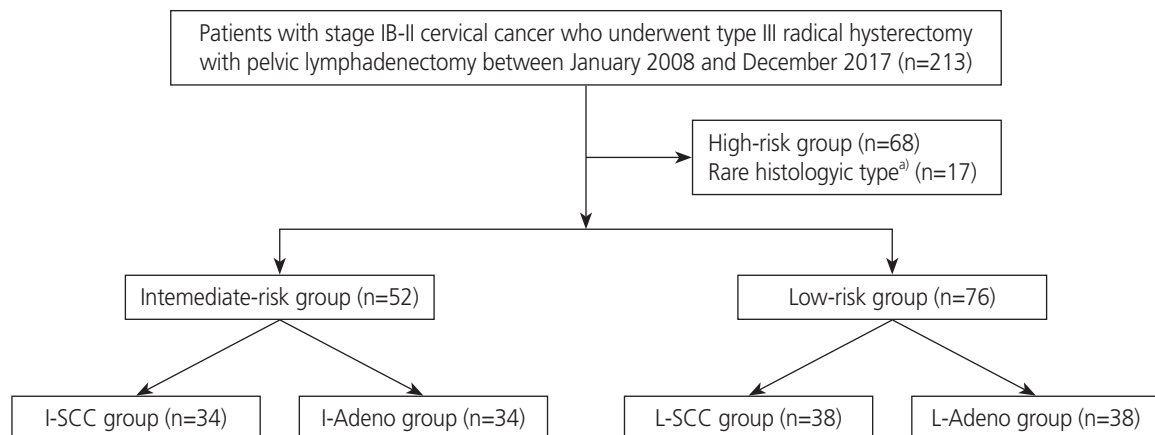 Patients with stage IB-II cervical cancer who underwent type III radical hysterectomy
with pelvic lymphadenectomy between January 2008 and December 2017 (n=213)
High-risk group (n=68)
Rare histologyic type a) (n=17)
Intemediate-risk group (n=52)
Low-risk group (n=76)
I-SCC group (n=34)
I-Adeno group (n=34)
L-SCC group (n=38)
L-Adeno group (n=38)